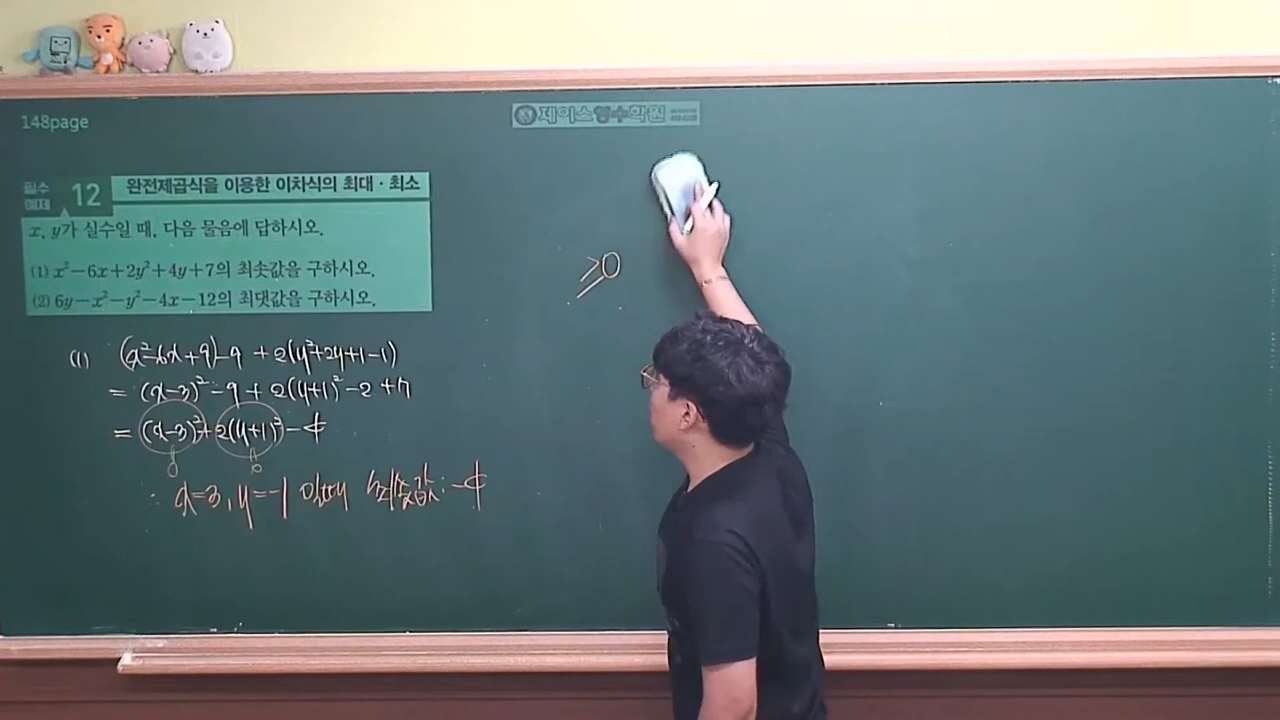 148page
제이스영수학원
필수 예제 12 완전제곱식을 이용한 이차식의 최대·최소
x, y가 실수일 때, 다음 물음에 답하시오.
(1) x²-6x+2y²+4y+7의 최솟값을 구하시오.
(2) 6y-x²-y²-4x-12의 최댓값을 구하시오.
≥0
(1) (x²-6x+9)-9 +2(y²+2y+1-1)
= (x-3)²-9+2(y+1)²-2+7
= (x-3)²+2(y+1)²-4
0 0
∴ x=3, y=-1 일때 최솟값: -4